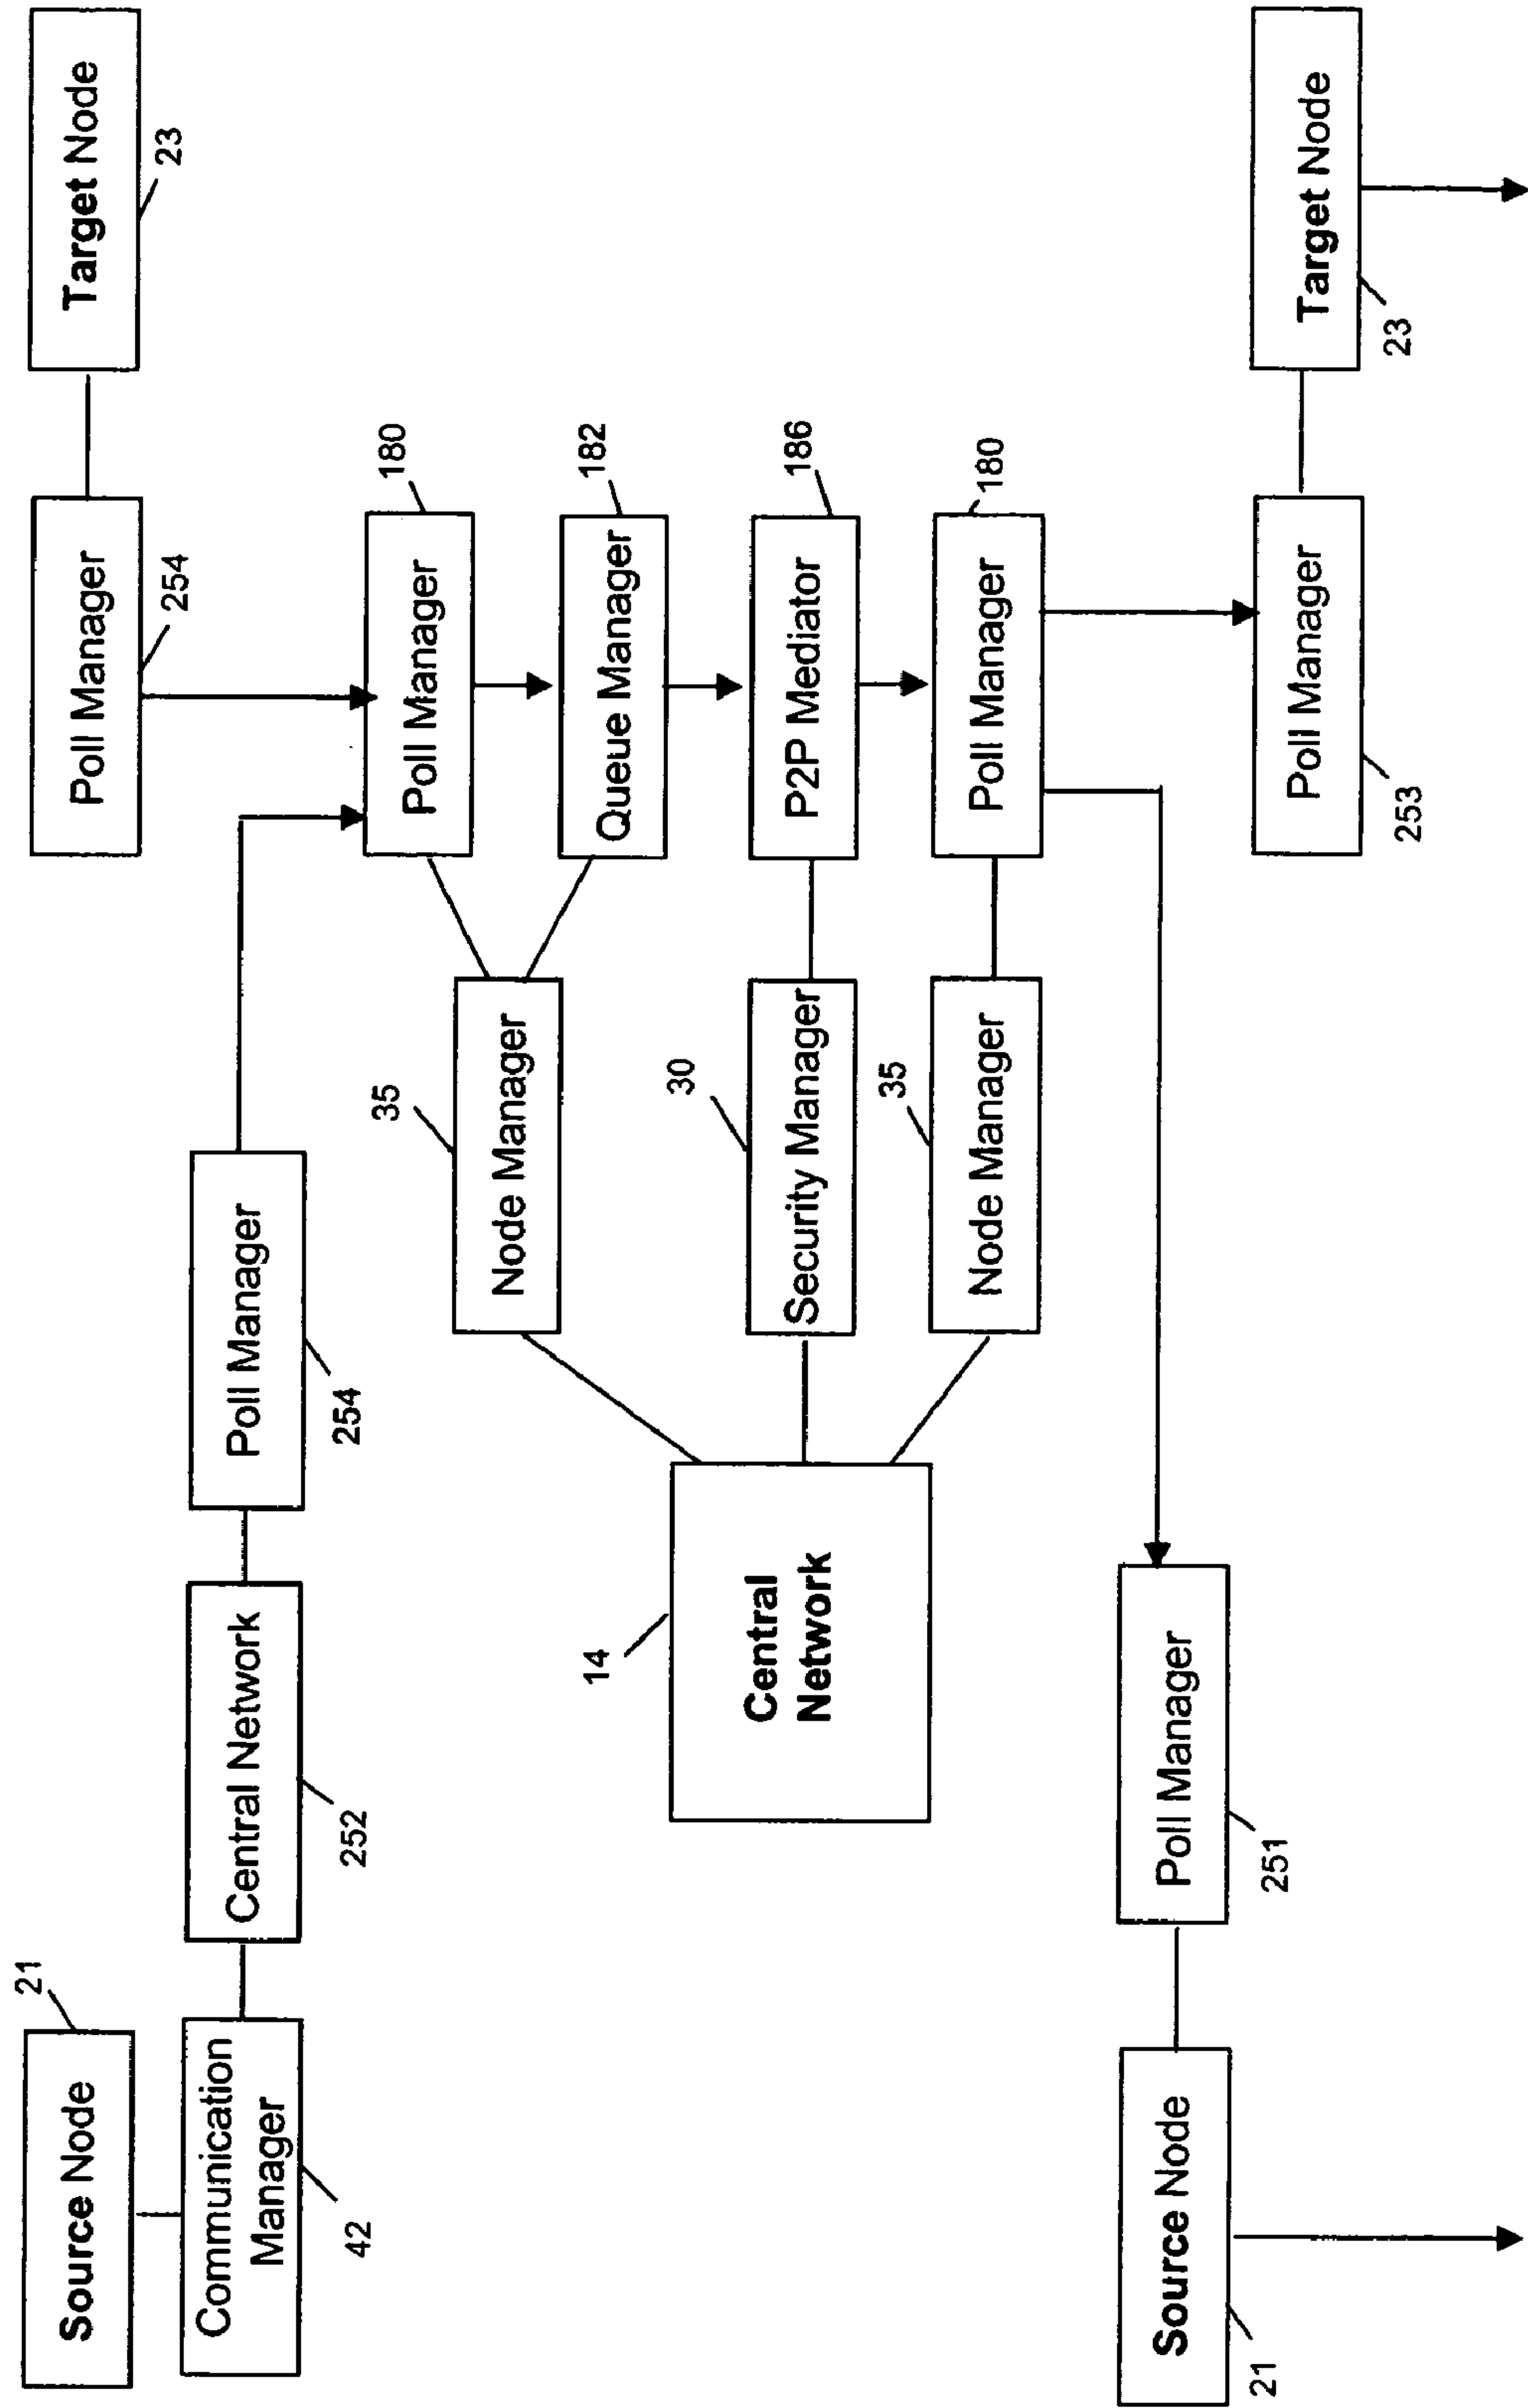 21
Source Node
Poll Manager
Target Node
254
23
Communication
Manager
Central Network
Poll Manager
42
252
254
35
180
Poll Manager
Node Manager
182
Queue Manager
14
30
186
Central
Network
Security Manager
P2P Mediator
35
180
Node Manager
Poll Manager
Source Node
Poll Manager
21
251
Poll Manager
Target Node
253
23